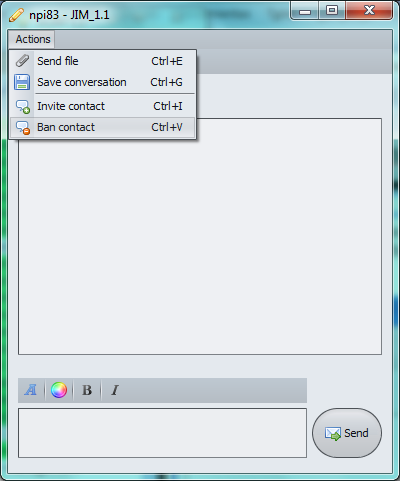 npi83 - JIM_1.1
Actions
Send file Ctrl+E
Save conversation Ctrl+G
Invite contact Ctrl+I
Ban contact Ctrl+V
A B I
Send